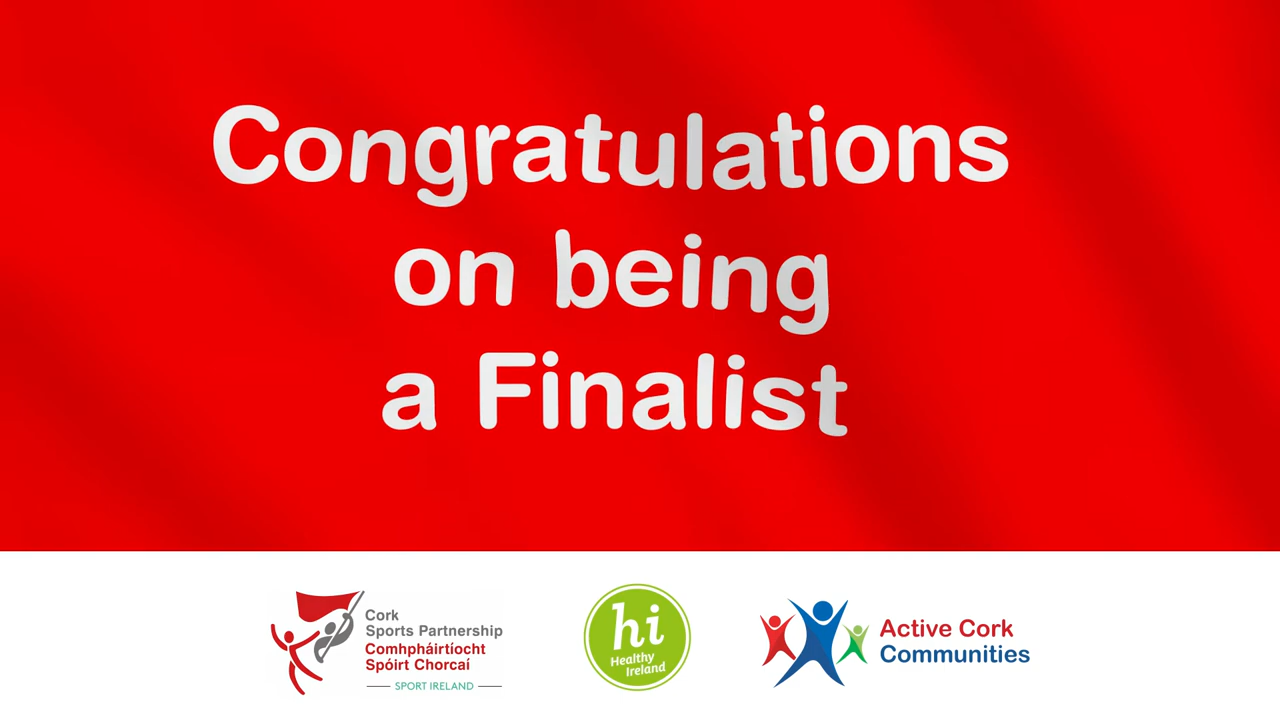 Congratulations
on being
a Finalist
Cork
Sports Partnership
Comhpháirtíocht
Spóirt Chorcaí
SPORT IRELAND
hi
Healthy
Ireland
Active Cork
Communities